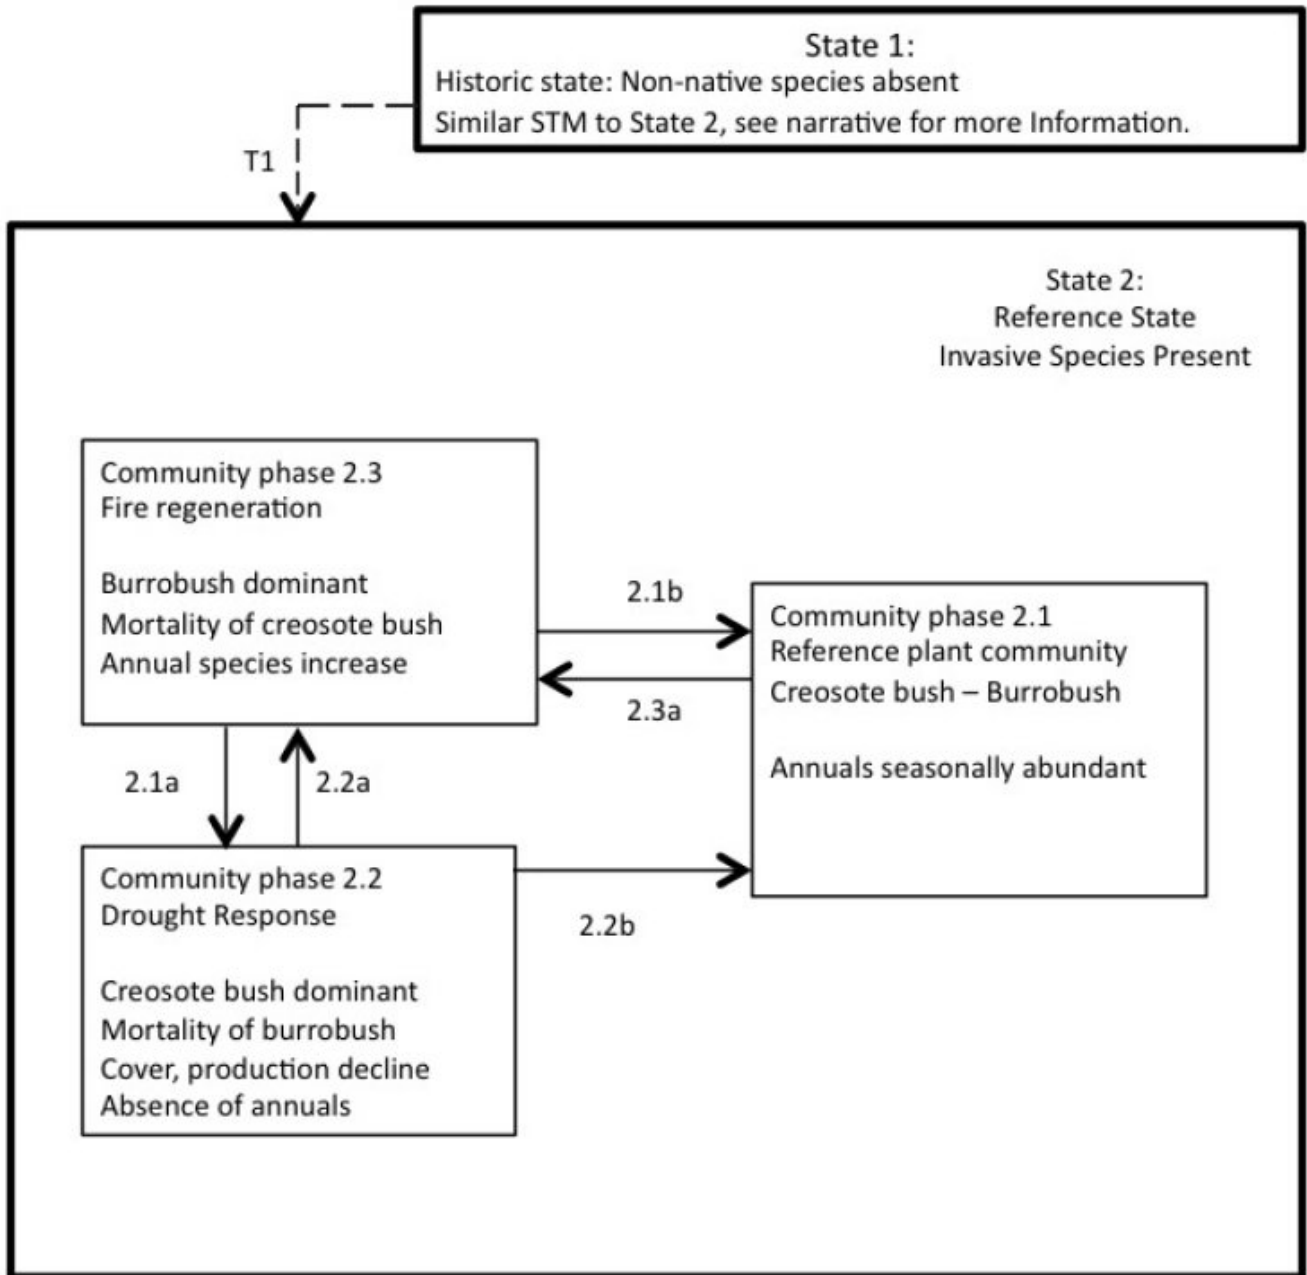 State 1:
Historic state: Non-native species absent
Similar STM to State 2, see narrative for more Information.
T1
State 2:
Reference State
Invasive Species Present
Community phase 2.3
Fire regeneration
Burrobush dominant
Mortality of creosote bush
Annual species increase
2.1b
2.3a
Community phase 2.1
Reference plant community
Creosote bush – Burrobush
Annuals seasonally abundant
2.1a
2.2a
Community phase 2.2
Drought Response
Creosote bush dominant
Mortality of burrobush
Cover, production decline
Absence of annuals
2.2b